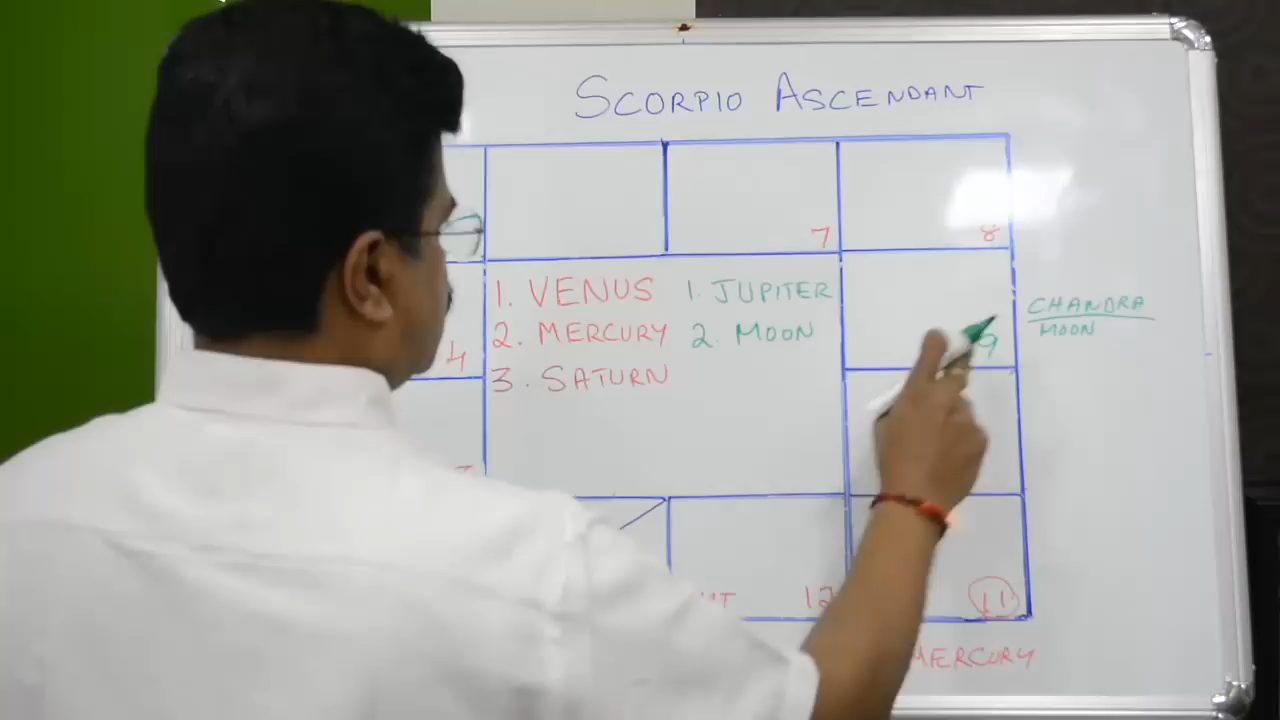 SCORPIO ASCENDANT
7
8
1. VENUS
2. MERCURY
3. SATURN
1. JUPITER
2. MOON
4
9
CHANDRA
MOON
12
11
MERCURY